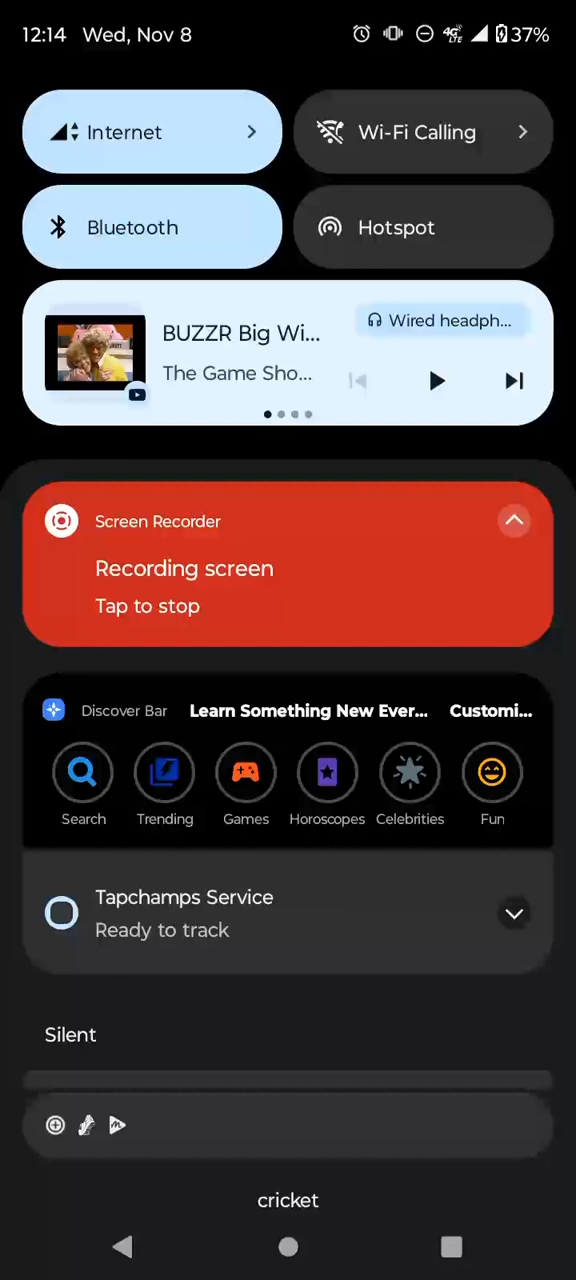 12:14 Wed, Nov 8 4G LTE 37%
Internet Wi-Fi Calling
Bluetooth Hotspot
Wired headph...
BUZZR Big Wi...
The Game Sho...
Screen Recorder
Recording screen
Tap to stop
Discover Bar Learn Something New Ever... Customi...
Search Trending Games Horoscopes Celebrities Fun
Tapchamps Service
Ready to track
Silent
cricket